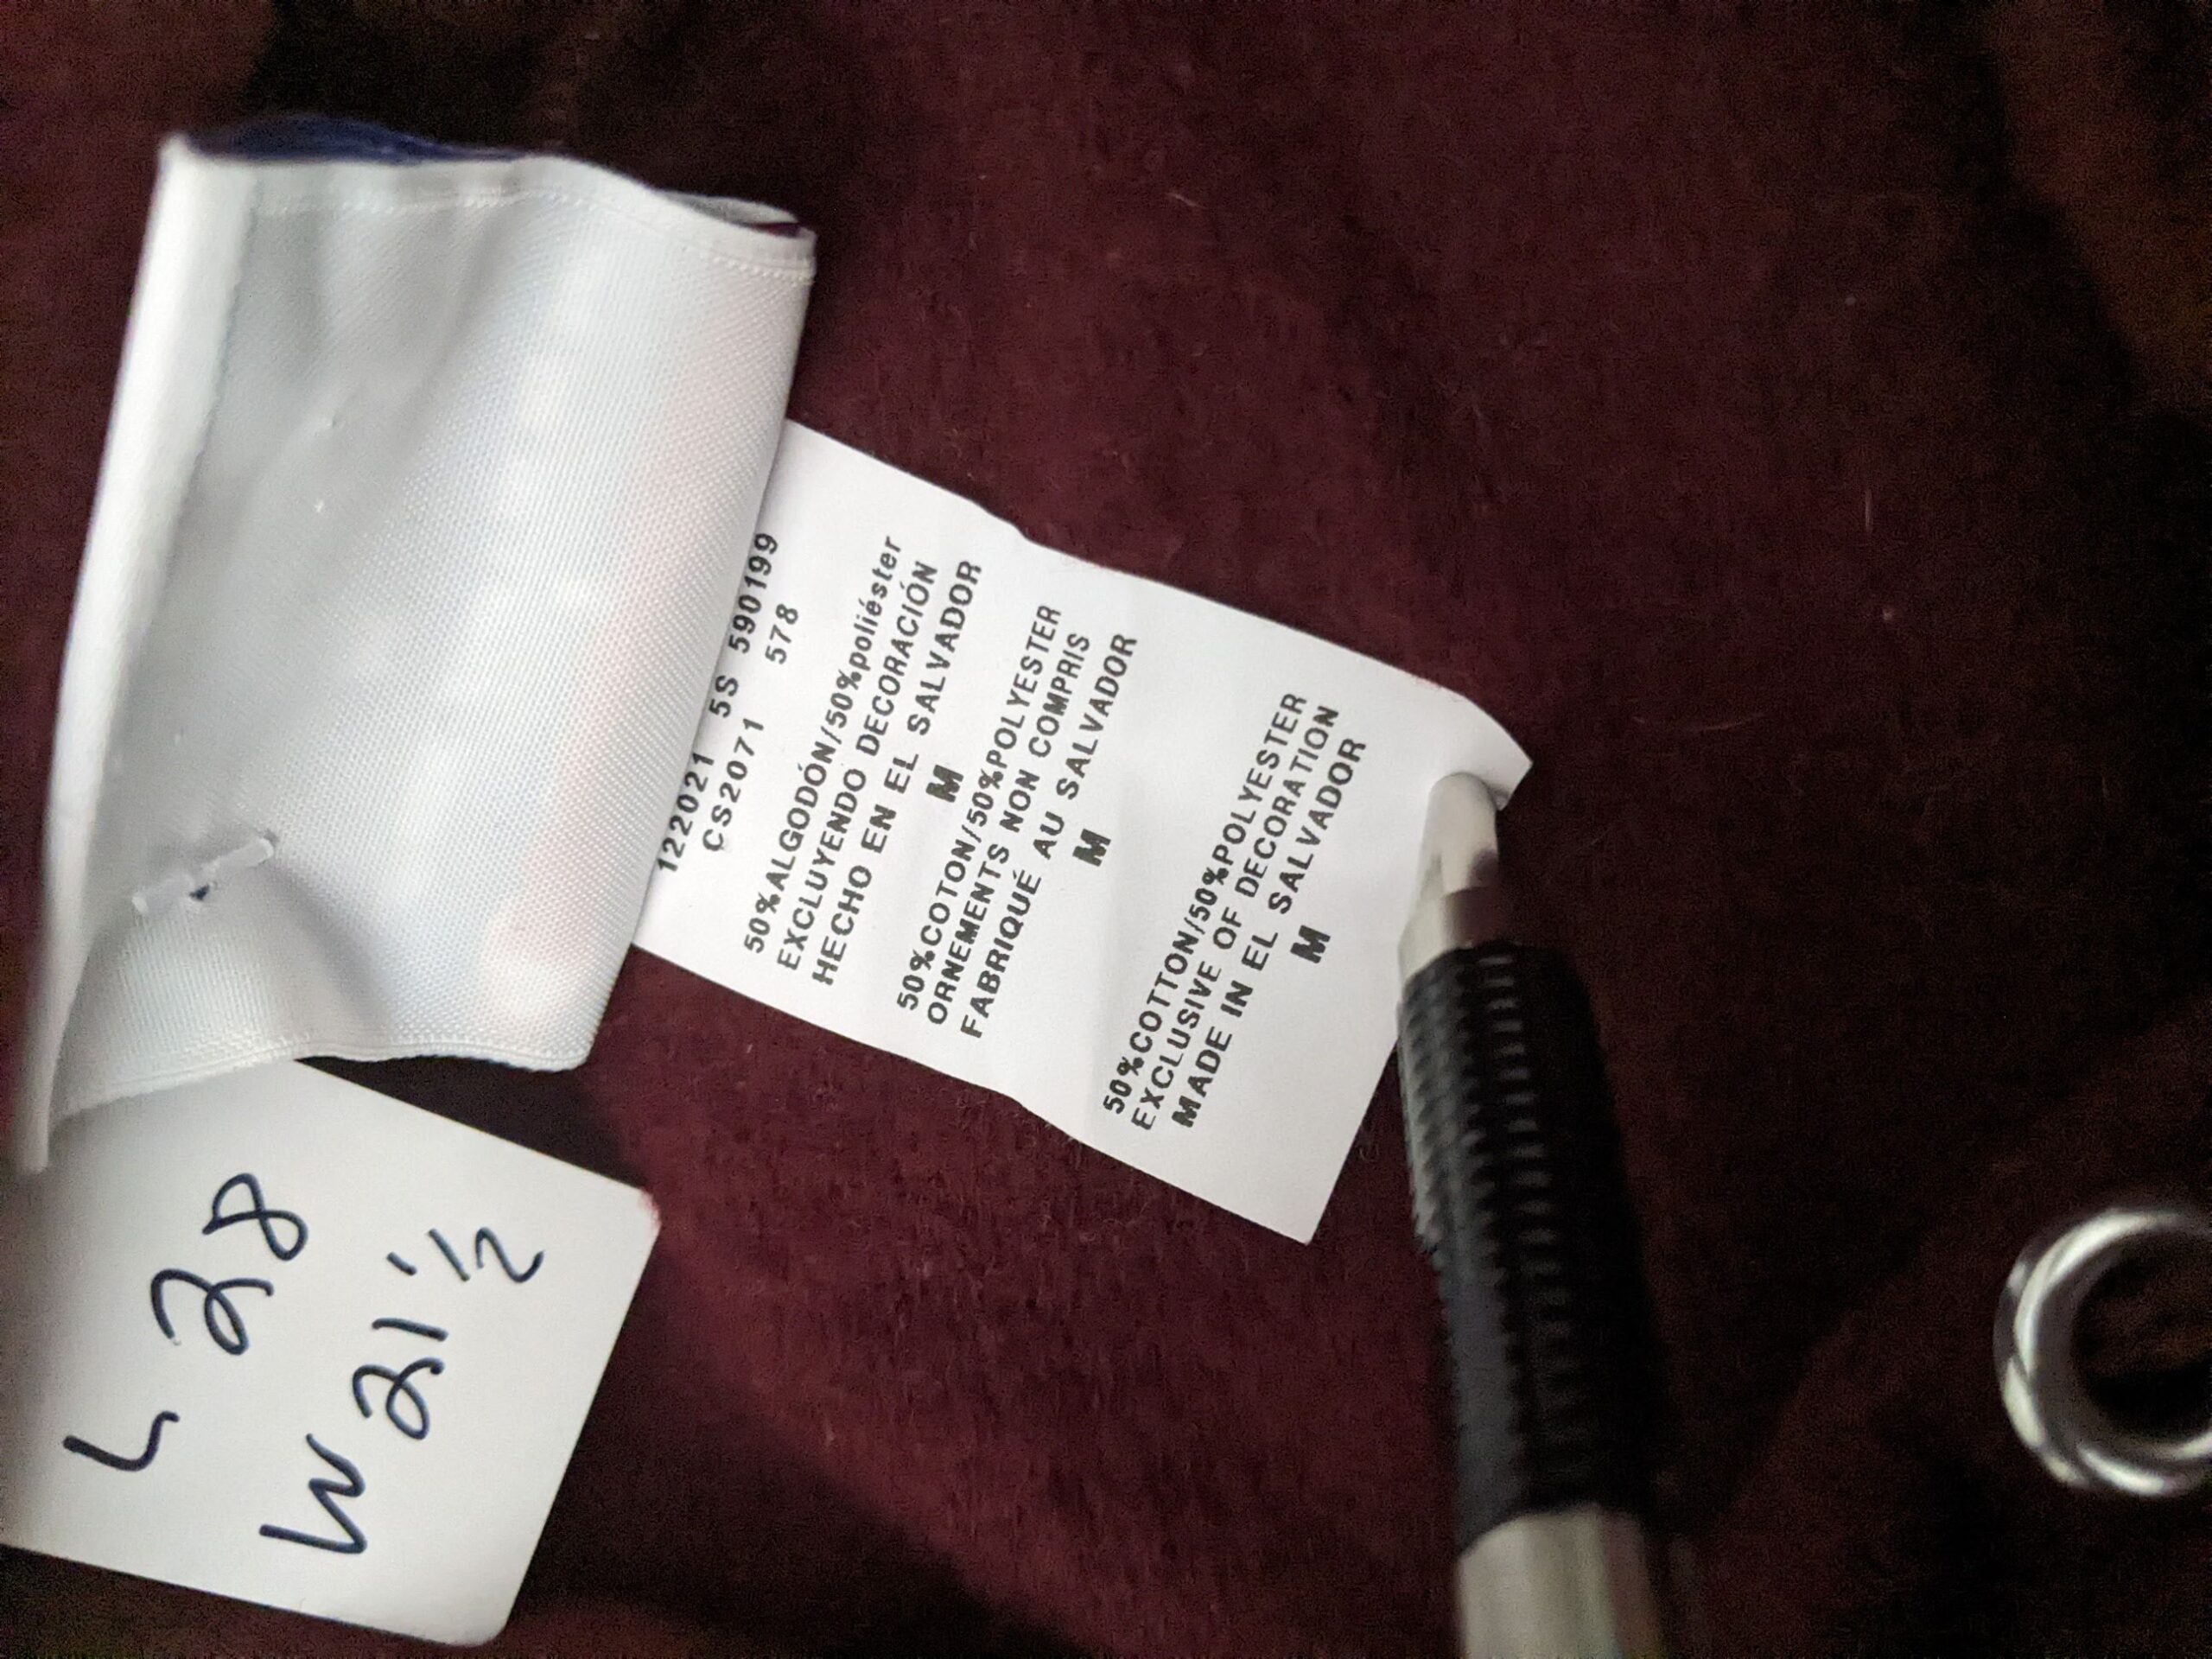 122021 5S 590199
CS2071 578
50%ALGODÓN/50%poliéster
EXCLUYENDO DECORACIÓN
HECHO EN EL SALVADOR
M
50%COTON/50%POLYESTER
ORNEMENTS NON COMPRIS
FABRIQUÉ AU SALVADOR
M
50%COTTON/50%POLYESTER
EXCLUSIVE OF DECORATION
MADE IN EL SALVADOR
M
L 28
W 21 1/2